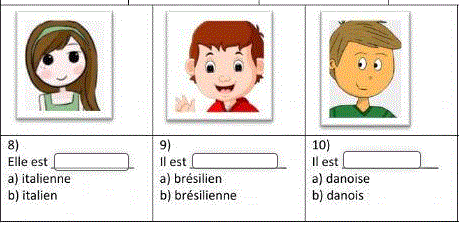 8)
Elle est
a) italienne
b) italien
9)
Il est
a) brésilien
b) brésilienne
10)
Il est
a) danoise
b) danois